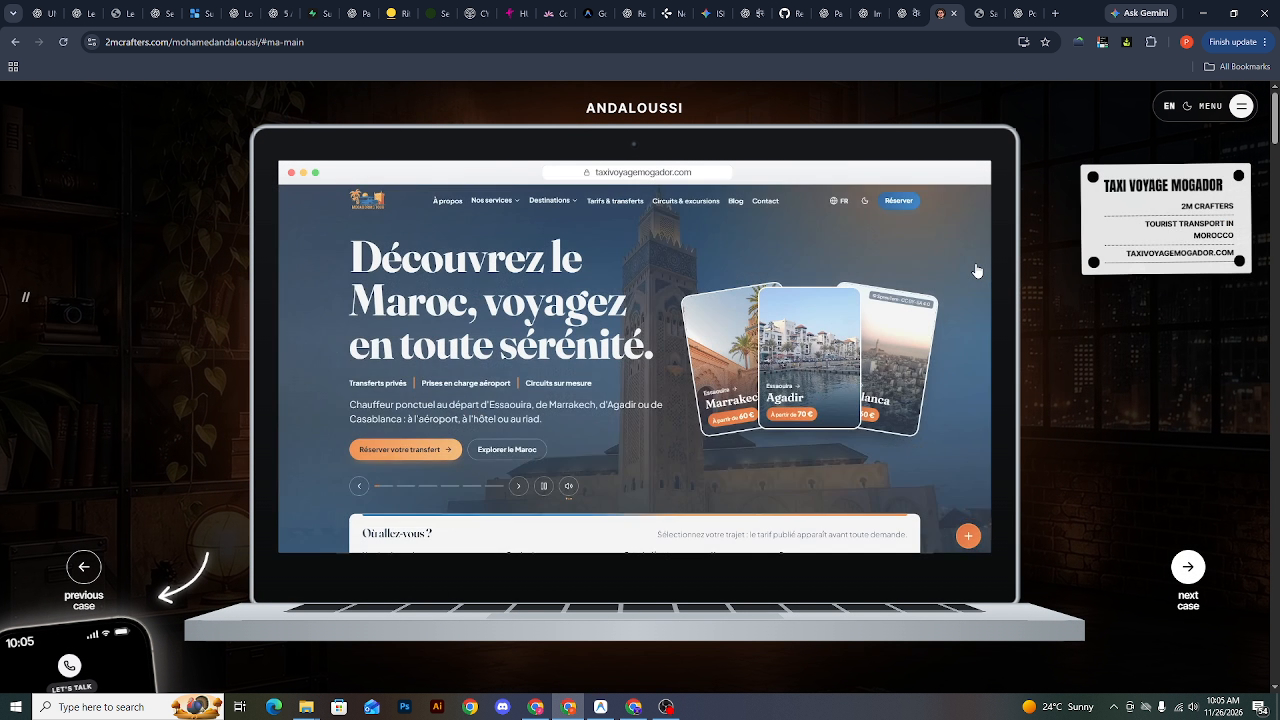 Ask Gemini
2mcrafters.com/mohamedandaloussi/#ma-main
Finish update
All Bookmarks
ANDALOUSSI
EN
MENU
taxivoyagemogador.com
À propos
Nos services
Destinations
Tarifs & transferts
Circuits & excursions
Blog
Contact
FR
Réserver
Découvrez le
Maroc, voyagez
en toute sérénité.
Transferts privés
Prises en charge aéroport
Circuits sur mesure
Chauffeur ponctuel au départ d'Essaouira, de Marrakech, d'Agadir ou de
Casablanca : à l'aéroport, à l'hôtel ou au riad.
Réserver votre transfert
Explorer le Maroc
Essaouira
À partir de 60 €
Essaouira
Agadir
À partir de 70 €
Où allez-vous ?
Sélectionnez votre trajet : le tarif publié apparaît avant toute demande.
TAXI VOYAGE MOGADOR
2M CRAFTERS
TOURIST TRANSPORT IN
MOROCCO
TAXIVOYAGEMOGADOR.COM
//
previous
case
next
case
10:05
LET'S TALK
Type here to search
24°C Sunny
10:05 AM
11/26/2026